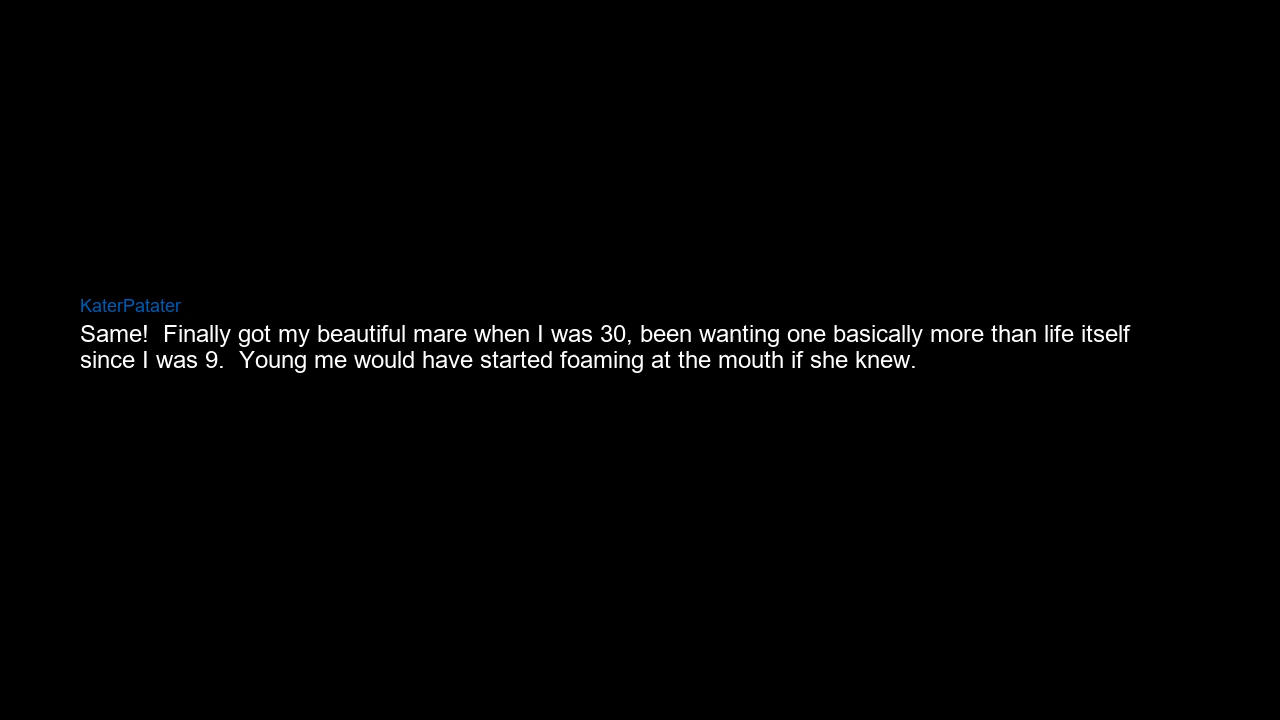 KaterPatater
Same!  Finally got my beautiful mare when I was 30, been wanting one basically more than life itself
since I was 9.  Young me would have started foaming at the mouth if she knew.